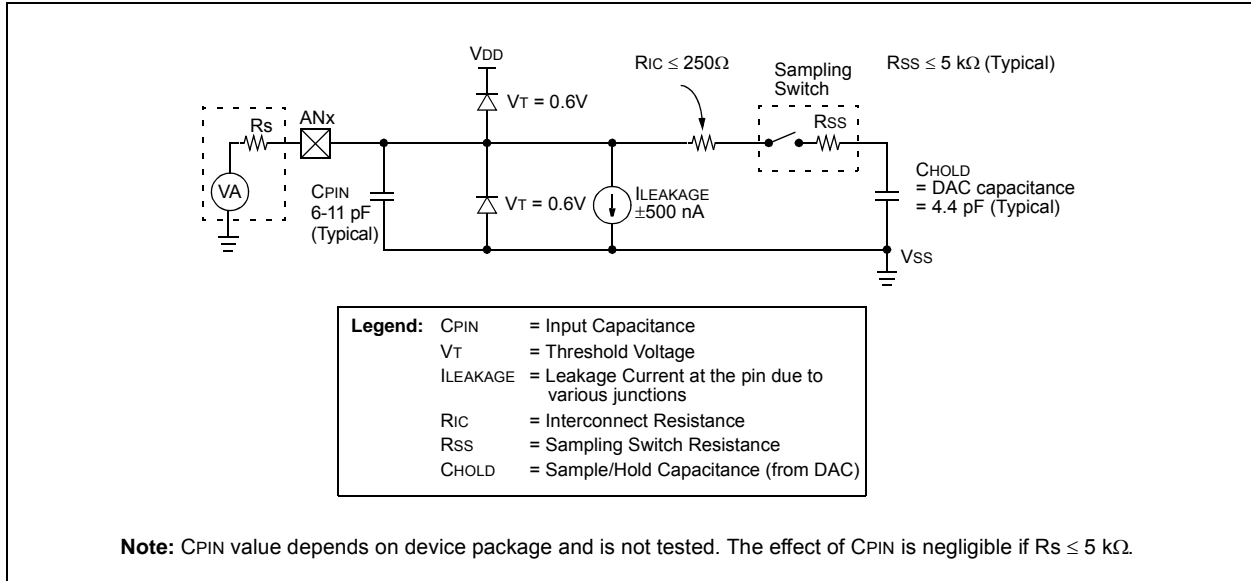 VDD
RIC ≤ 250Ω
Sampling
Switch
RSS ≤ 5 kΩ (Typical)
VT = 0.6V
Rs
ANx
RSS
VA
CPIN
6-11 pF
(Typical)
VT = 0.6V
ILEAKAGE
±500 nA
CHOLD
= DAC capacitance
= 4.4 pF (Typical)
VSS
Legend: CPIN = Input Capacitance
VT = Threshold Voltage
ILEAKAGE = Leakage Current at the pin due to
various junctions
RIC = Interconnect Resistance
RSS = Sampling Switch Resistance
CHOLD = Sample/Hold Capacitance (from DAC)
Note: CPIN value depends on device package and is not tested. The effect of CPIN is negligible if Rs ≤ 5 kΩ.